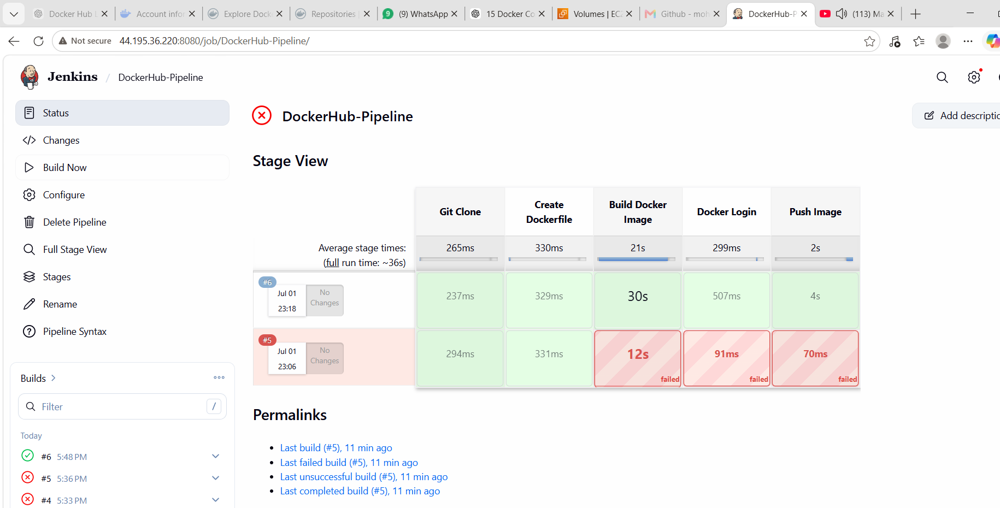 Docker Hub L
Account infor
Explore Docke
Repositories
(9) WhatsApp
15 Docker Co
Volumes | EC2
Github - moh
DockerHub-P
(113) Ma
Not secure
44.195.36.220:8080/job/DockerHub-Pipeline/
Jenkins / DockerHub-Pipeline
Status
Changes
Build Now
Configure
Delete Pipeline
Full Stage View
Stages
Rename
Pipeline Syntax
Builds
Filter /
Today
#6 5:48 PM
#5 5:36 PM
#4 5:33 PM
DockerHub-Pipeline
Add descriptio
Stage View
Git Clone
Create
Dockerfile
Build Docker
Image
Docker Login
Push Image
Average stage times:
(full run time: ~36s)
265ms
330ms
21s
299ms
2s
#6
Jul 01
23:18
No
Changes
237ms
329ms
30s
507ms
4s
#5
Jul 01
23:06
No
Changes
294ms
331ms
12s
failed
91ms
failed
70ms
failed
Permalinks
Last build (#5), 11 min ago
Last failed build (#5), 11 min ago
Last unsuccessful build (#5), 11 min ago
Last completed build (#5), 11 min ago